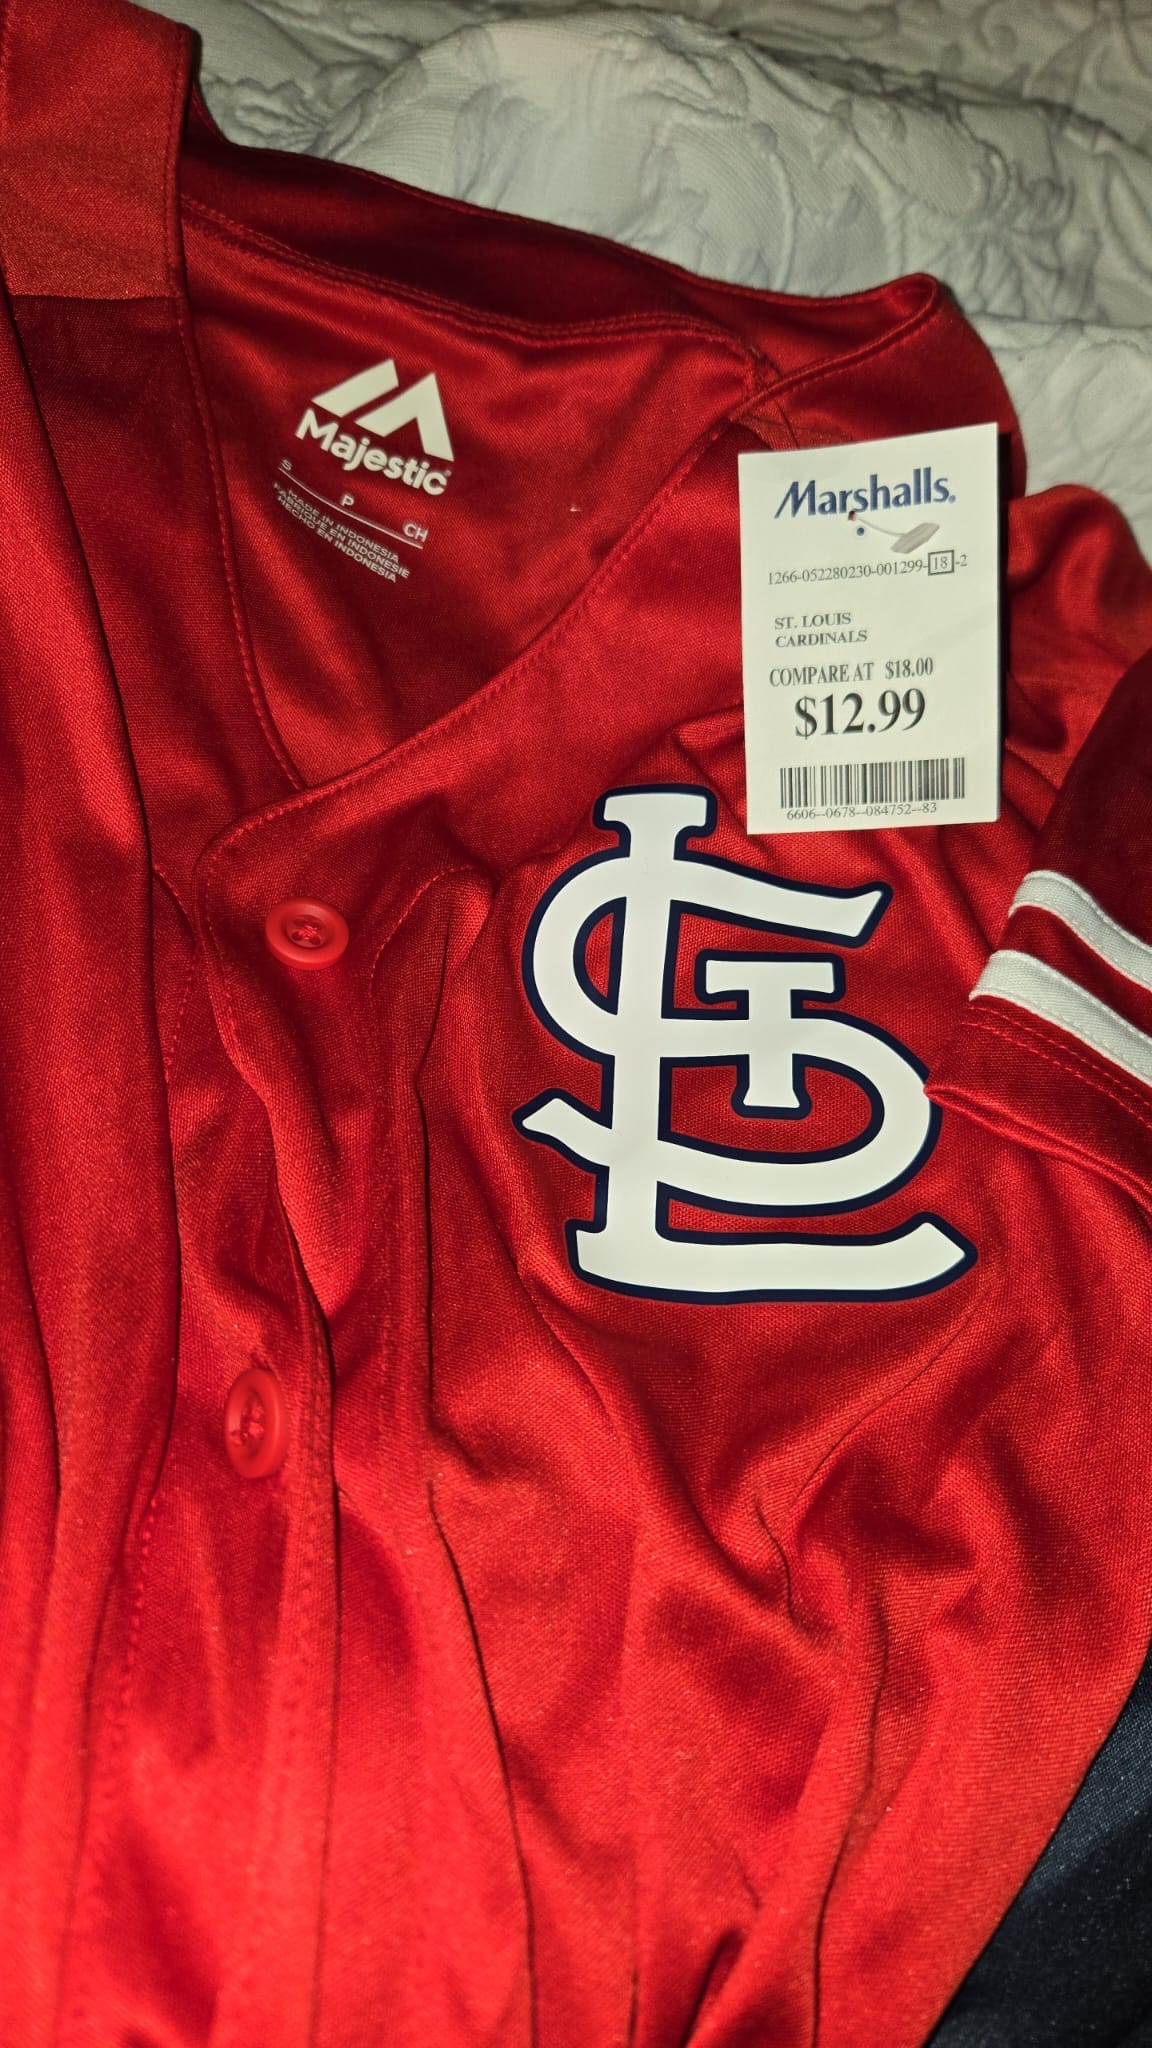 Majestic
S
P
CH
MADE IN INDONESIA
FABRIQUE EN INDONESIE
HECHO EN INDONESIA
Marshalls.
1266-052280230-001299-18-2
ST. LOUIS
CARDINALS
COMPARE AT $18.00
$12.99
6606--0678--084752--83
STL